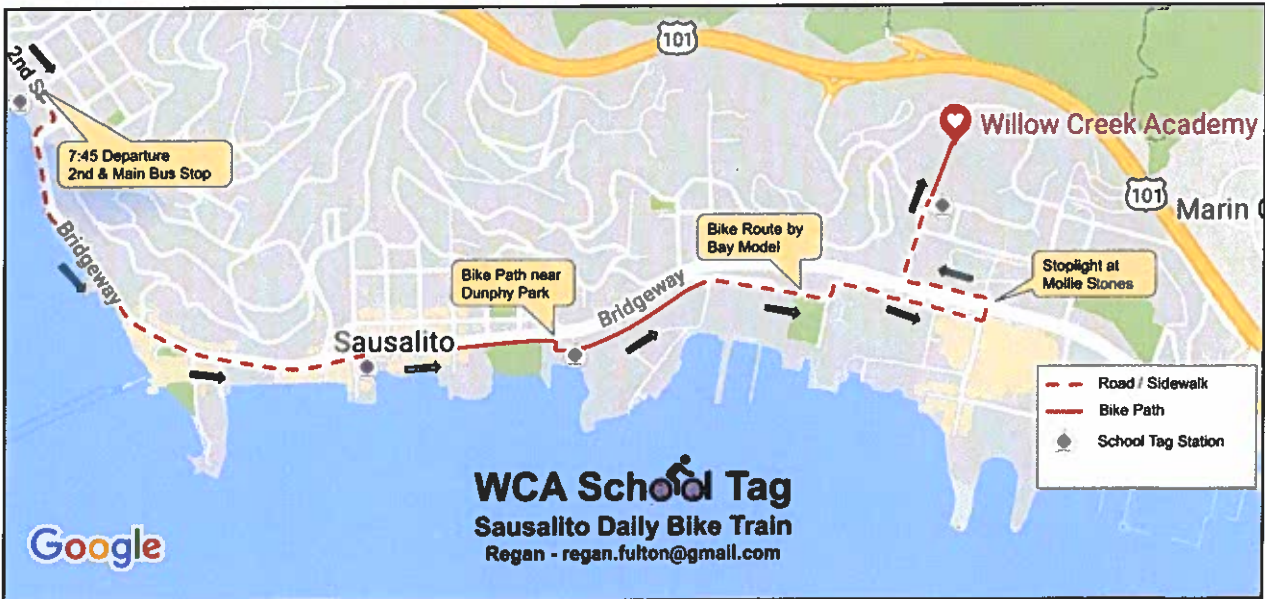 101
2nd St
7:45 Departure
2nd & Main Bus Stop
Willow Creek Academy
101
Marin
Bridgeway
Bike Route by
Bay Model
Stoplight at
Mollie Stones
Bike Path near
Dunphy Park
Bridgeway
Sausalito
Road / Sidewalk
Bike Path
School Tag Station
WCA School Tag
Sausalito Daily Bike Train
Regan - regan.fulton@gmail.com
Google